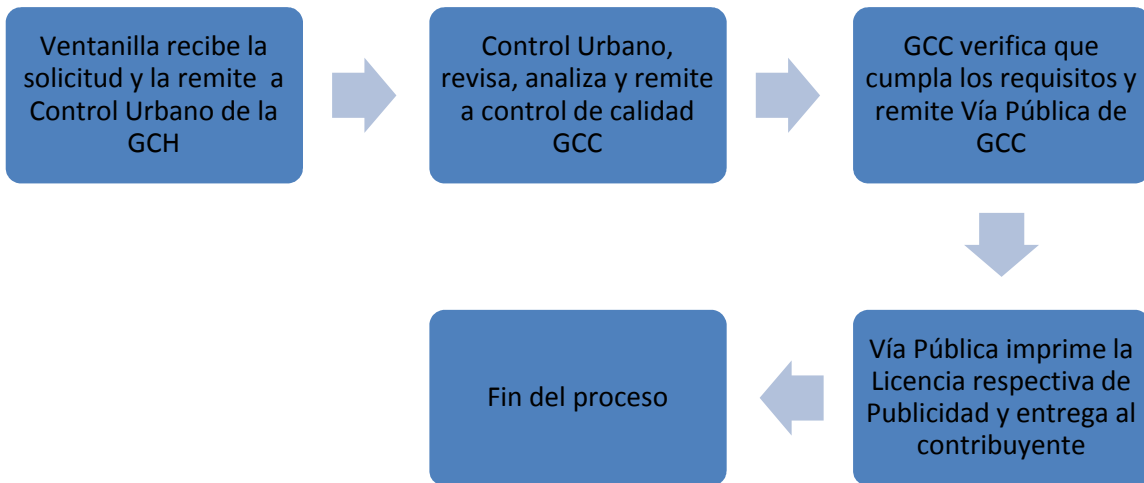 Ventanilla recibe la
solicitud y la remite  a
Control Urbano de la
GCH
Control Urbano,
revisa, analiza y remite
a control de calidad
GCC
GCC verifica que
cumpla los requisitos y
remite Vía Pública de
GCC
Vía Pública imprime la
Licencia respectiva de
Publicidad y entrega al
contribuyente
Fin del proceso